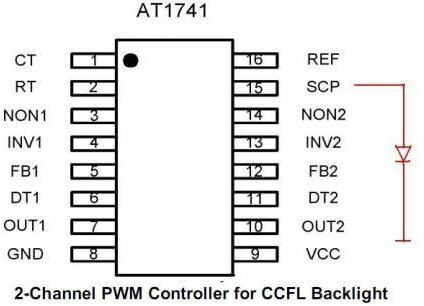 AT1741
CT 1 16 REF
RT 2 15 SCP
NON1 3 14 NON2
INV1 4 13 INV2
FB1 5 12 FB2
DT1 6 11 DT2
OUT1 7 10 OUT2
GND 8 9 VCC
2-Channel PWM Controller for CCFL Backlight